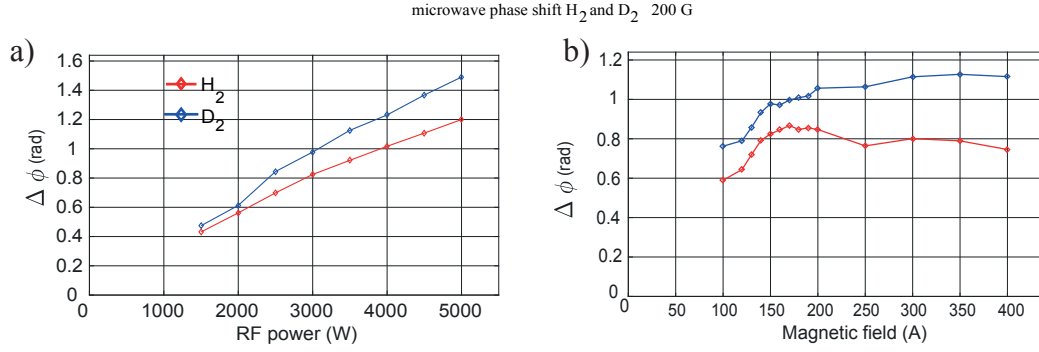 microwave phase shift H2 and D2 200 G
a)
1.6
1.4
1.2
1
0.8
0.6
0.4
0.2
0
Δ ϕ (rad)
H2
D2
1000 2000 3000 4000 5000
RF power (W)
b)
1.2
1
0.8
0.6
0.4
0.2
0
Δ ϕ (rad)
0 50 100 150 200 250 300 350 400
Magnetic field (A)